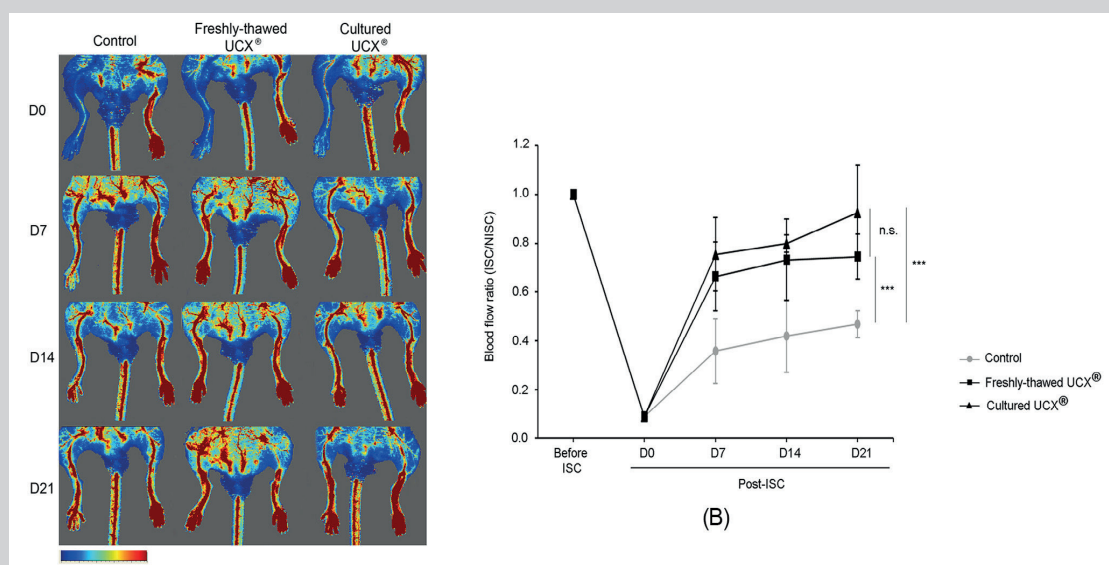 Control
Freshly-thawed
UCX®
Cultured
UCX®
D0
D7
D14
D21
Blood flow ratio (ISC/NISC)
1.2
1.0
0.8
0.6
0.4
0.2
0.0
Before
ISC
D0
D7
D14
D21
Post-ISC
n.s.
***
***
Control
Freshly-thawed UCX®
Cultured UCX®
(B)